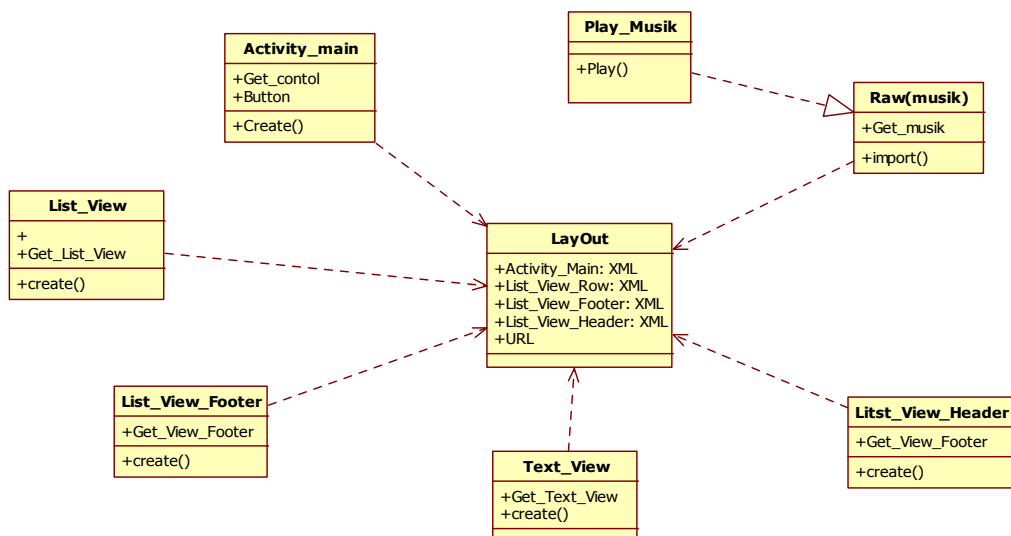 Play_Musik
+Play()
Activity_main
+Get_contol
+Button
+Create()
Raw(musik)
+Get_musik
+import()
List_View
+
+Get_List_View
+create()
LayOut
+Activity_Main: XML
+List_View_Row: XML
+List_View_Footer: XML
+List_View_Header: XML
+URL
List_View_Footer
+Get_View_Footer
+create()
Litst_View_Header
+Get_View_Footer
+create()
Text_View
+Get_Text_View
+create()